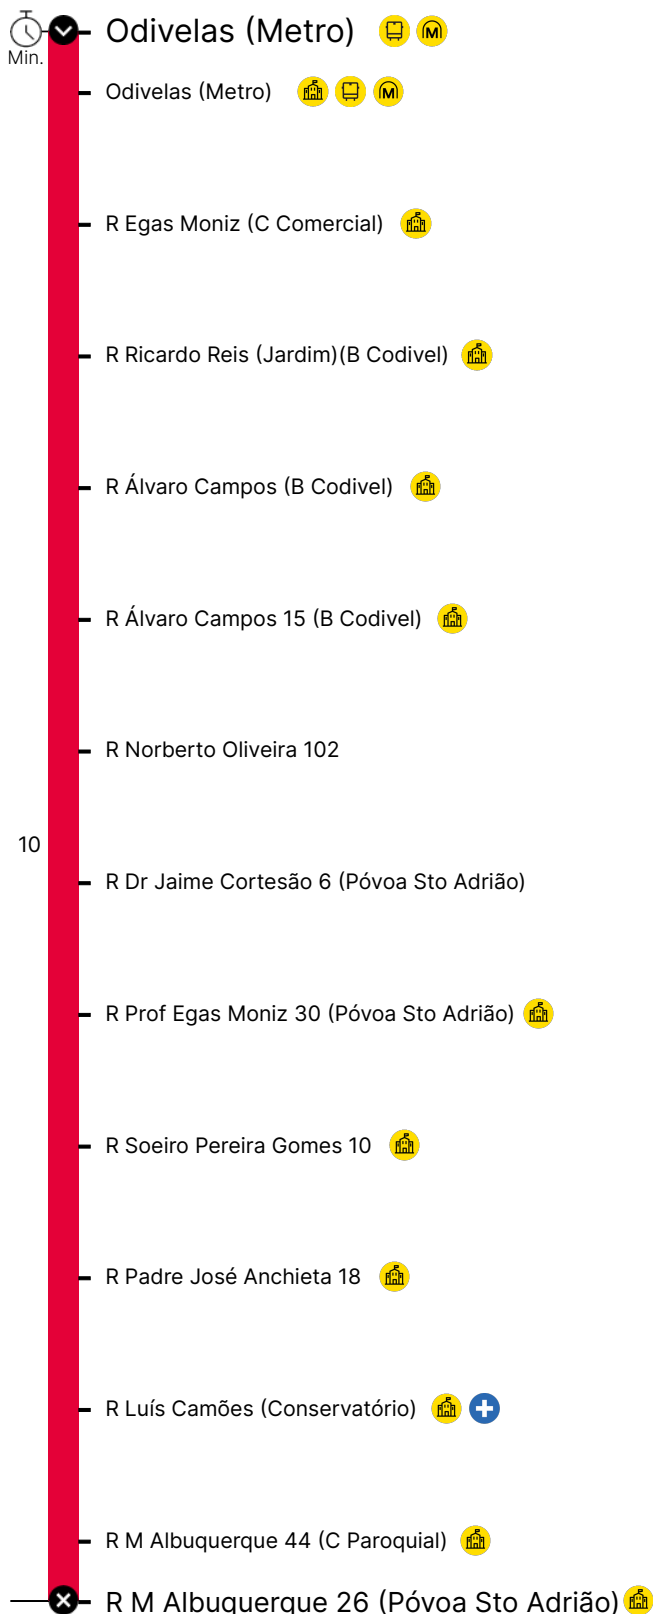 Odivelas (Metro)
Min.
Odivelas (Metro)
R Egas Moniz (C Comercial)
R Ricardo Reis (Jardim)(B Codivel)
R Álvaro Campos (B Codivel)
R Álvaro Campos 15 (B Codivel)
R Norberto Oliveira 102
10
R Dr Jaime Cortesão 6 (Póvoa Sto Adrião)
R Prof Egas Moniz 30 (Póvoa Sto Adrião)
R Soeiro Pereira Gomes 10
R Padre José Anchieta 18
R Luís Camões (Conservatório)
R M Albuquerque 44 (C Paroquial)
R M Albuquerque 26 (Póvoa Sto Adrião)